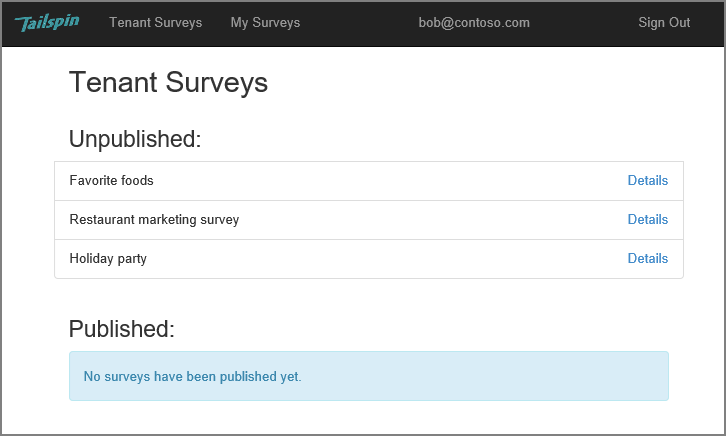 Tailspin Tenant Surveys My Surveys bob@contoso.com Sign Out
Tenant Surveys
Unpublished:
Favorite foods Details
Restaurant marketing survey Details
Holiday party Details
Published:
No surveys have been published yet.